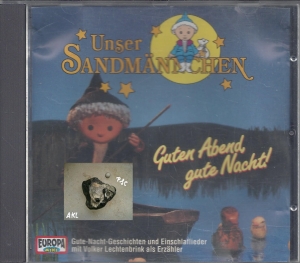 Unser
SANDMÄNNCHEN
Guten Abend,
gute Nacht!
AKL
EUROPA
Gute-Nacht-Geschichten und Einschlaflieder
mit Volker Lechtenbrink als Erzähler